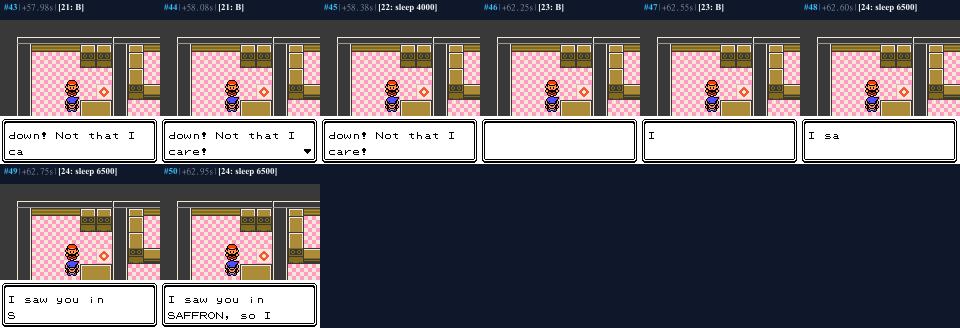 #43 | +57.98s | [21: B]
down! Not that I
ca
#44 | +58.08s | [21: B]
down! Not that I
care!
#45 | +58.38s | [22: sleep 4000]
down! Not that I
care!
#46 | +62.25s | [23: B]
#47 | +62.55s | [23: B]
I
#48 | +62.60s | [24: sleep 6500]
I sa
#49 | +62.75s | [24: sleep 6500]
I saw you in
S
#50 | +62.95s | [24: sleep 6500]
I saw you in
SAFFRON, so I